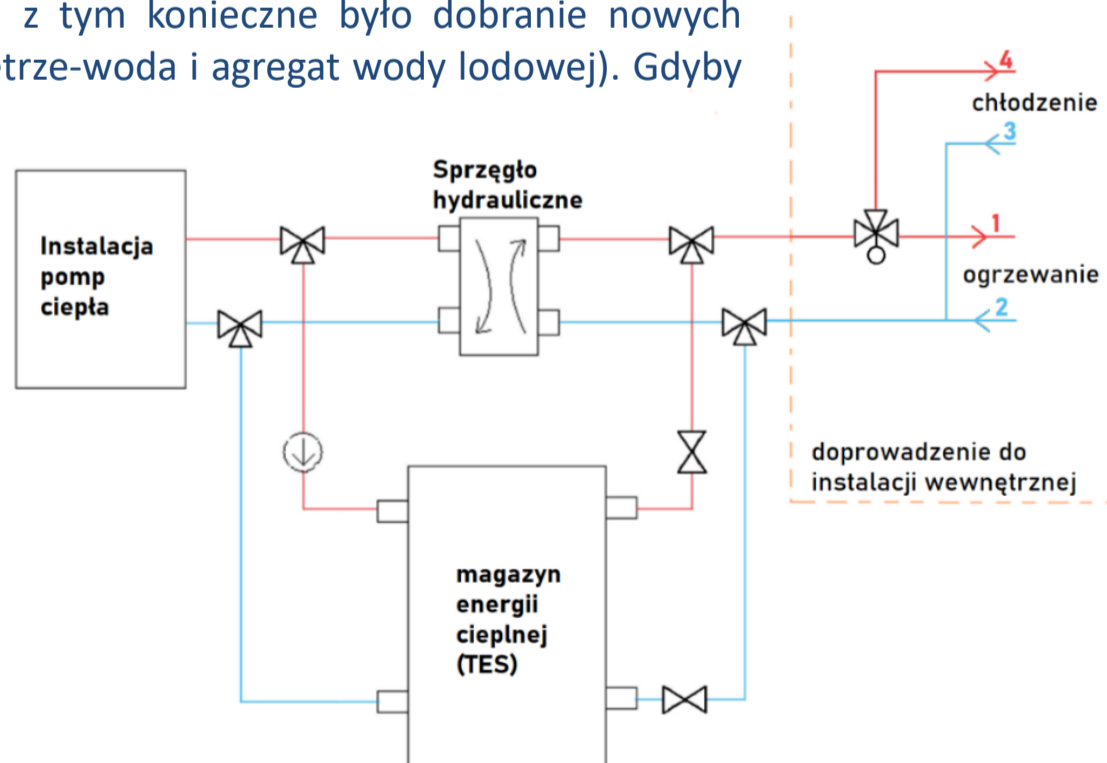 z tym konieczne było dobranie nowych
trze-woda i agregat wody lodowej). Gdyby
4
chłodzenie
3
Sprzęgło
hydrauliczne
Instalacja
pomp
ciepła
1
ogrzewanie
2
doprowadzenie do
instalacji wewnętrznej
magazyn
energii
cieplnej
(TES)